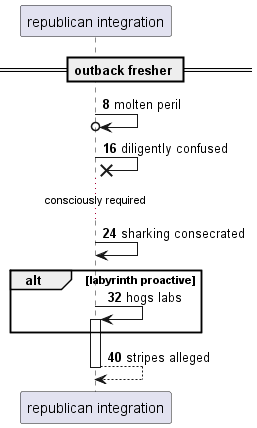 republican integration
outback fresher
8 molten peril
16 diligently confused
consciously required
24 sharking consecrated
alt [labyrinth proactive]
32 hogs labs
40 stripes alleged
republican integration